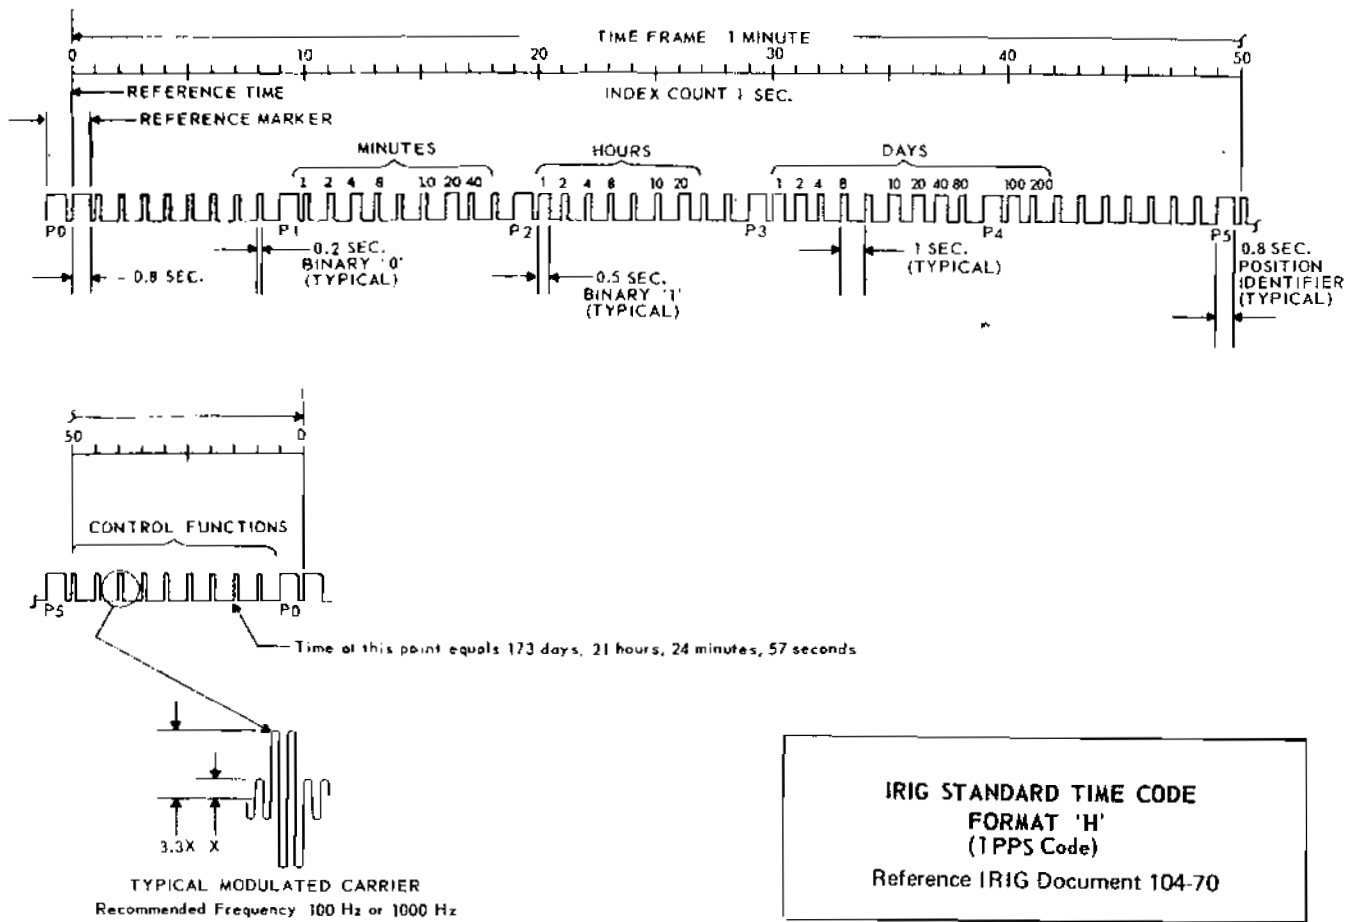 TIME FRAME 1 MINUTE
0 10 20 30 40 50
REFERENCE TIME
INDEX COUNT 1 SEC.
REFERENCE MARKER
MINUTES HOURS DAYS
1 2 4 8 10 20 40 1 2 4 8 10 20 1 2 4 8 10 20 40 80 100 200
P0 P1 P2 P3 P4 P5
0.8 SEC.
0.2 SEC.
BINARY '0'
(TYPICAL)
0.5 SEC.
BINARY '1'
(TYPICAL)
1 SEC.
(TYPICAL)
0.8 SEC.
POSITION
IDENTIFIER
(TYPICAL)
50 0
CONTROL FUNCTIONS
P5 P0
Time at this point equals 173 days, 21 hours, 24 minutes, 57 seconds
3.3X X
TYPICAL MODULATED CARRIER
Recommended Frequency 100 Hz or 1000 Hz
IRIG STANDARD TIME CODE
FORMAT 'H'
(1PPS Code)
Reference IRIG Document 104-70